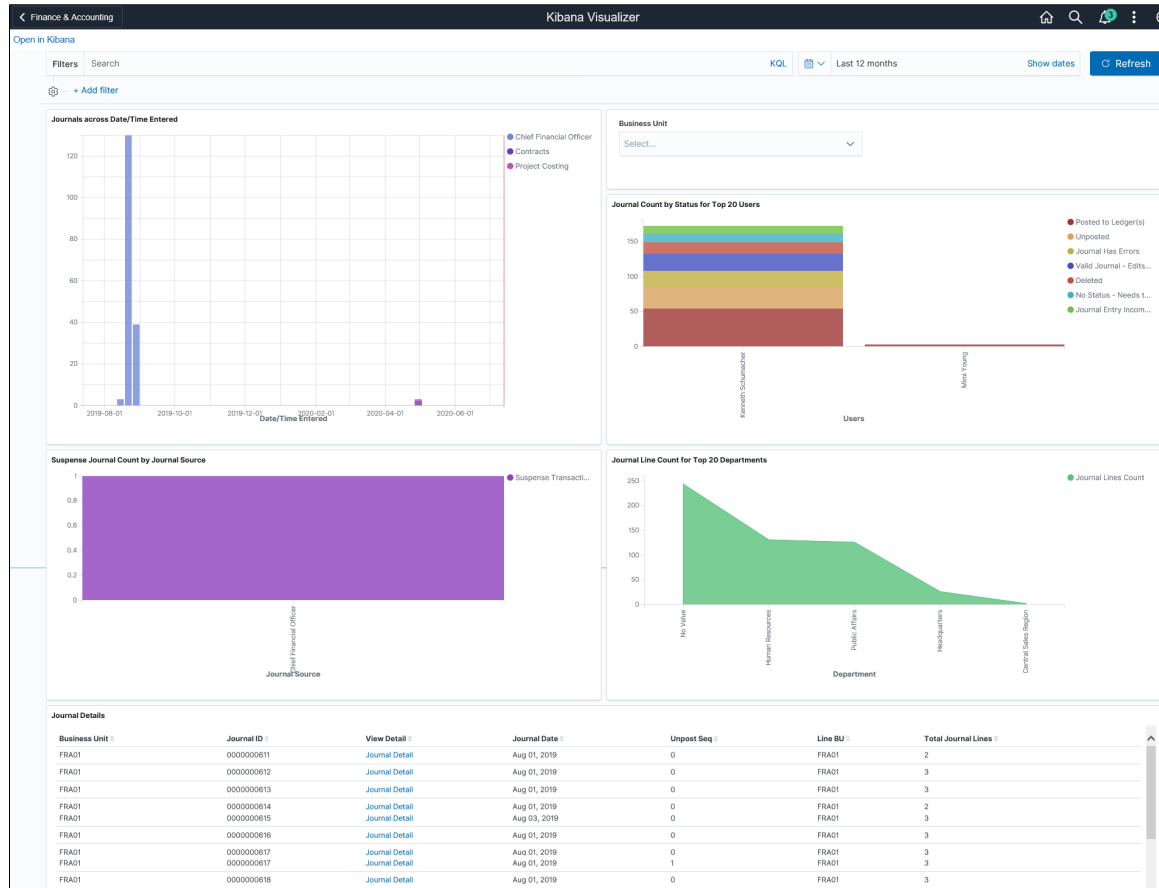 Finance & Accounting
Kibana Visualizer
3
Open in Kibana
Filters Search KQL Last 12 months Show dates Refresh
+ Add filter
Journals across Date/Time Entered
120
100
80
60
40
20
0
2019-08-01 2019-10-01 2019-12-01 2020-02-01 2020-04-01 2020-06-01
Date/Time Entered
Chief Financial Officer
Contracts
Project Costing
Business Unit
Select...
Journal Count by Status for Top 20 Users
150
100
50
0
Kenneth Schumacher
Mimi Young
Users
Posted to Ledger(s)
Unposted
Journal Has Errors
Valid Journal - Edits...
Deleted
No Status - Needs t...
Journal Entry Incom...
Suspense Journal Count by Journal Source
1
0.8
0.6
0.4
0.2
0
Chief Financial Officer
Journal Source
Suspense Transacti...
Journal Line Count for Top 20 Departments
250
200
150
100
50
0
No Value
Human Resources
Public Affairs
Headquarters
Central Sales Region
Department
Journal Lines Count
Journal Details
Business Unit Journal ID View Detail Journal Date Unpost Seq Line BU Total Journal Lines
FRA01 0000000611 Journal Detail Aug 01, 2019 0 FRA01 2
FRA01 0000000612 Journal Detail Aug 01, 2019 0 FRA01 3
FRA01 0000000613 Journal Detail Aug 01, 2019 0 FRA01 3
FRA01 0000000614 Journal Detail Aug 01, 2019 0 FRA01 2
FRA01 0000000615 Journal Detail Aug 03, 2019 0 FRA01 3
FRA01 0000000616 Journal Detail Aug 01, 2019 0 FRA01 3
FRA01 0000000617 Journal Detail Aug 01, 2019 0 FRA01 3
FRA01 0000000617 Journal Detail Aug 01, 2019 1 FRA01 3
FRA01 0000000618 Journal Detail Aug 01, 2019 0 FRA01 3